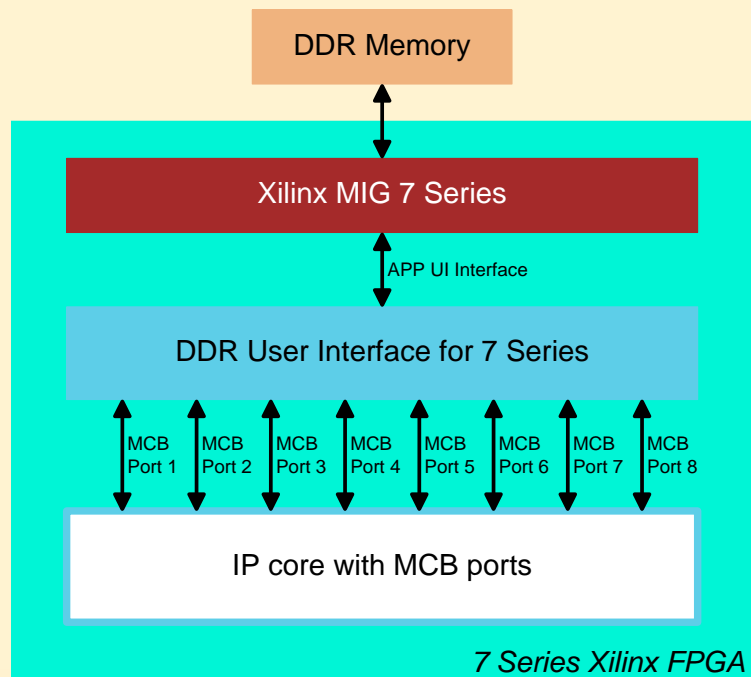 DDR Memory
Xilinx MIG 7 Series
APP UI Interface
DDR User Interface for 7 Series
MCB
Port 1
MCB
Port 2
MCB
Port 3
MCB
Port 4
MCB
Port 5
MCB
Port 6
MCB
Port 7
MCB
Port 8
IP core with MCB ports
7 Series Xilinx FPGA